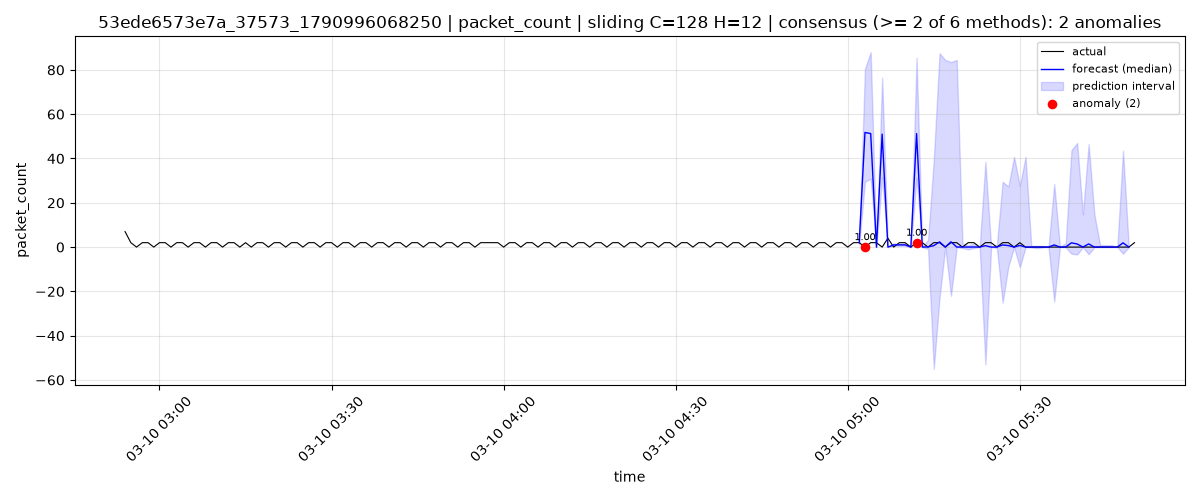 53ede6573e7a_37573_1790996068250 | packet_count | sliding C=128 H=12 | consensus (>= 2 of 6 methods): 2 anomalies
actual
forecast (median)
prediction interval
anomaly (2)
80
60
40
20
0
−20
−40
−60
packet_count
1.00
1.00
03-10 03:00
03-10 03:30
03-10 04:00
03-10 04:30
03-10 05:00
03-10 05:30
time